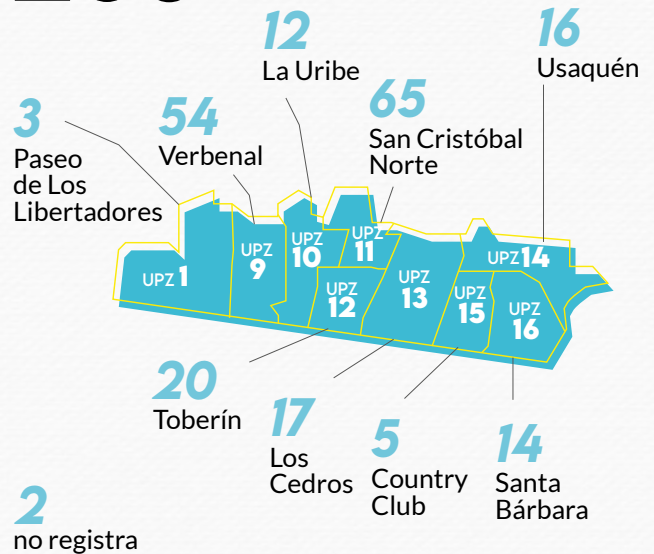 12
La Uribe
16
Usaquén
3
Paseo
de Los
Libertadores
54
Verbenal
65
San Cristóbal
Norte
UPZ 1
UPZ
9
UPZ
10
UPZ
11
UPZ
12
UPZ
13
UPZ 14
UPZ
15
UPZ
16
20
Toberín
17
Los
Cedros
5
Country
Club
14
Santa
Bárbara
2
no registra